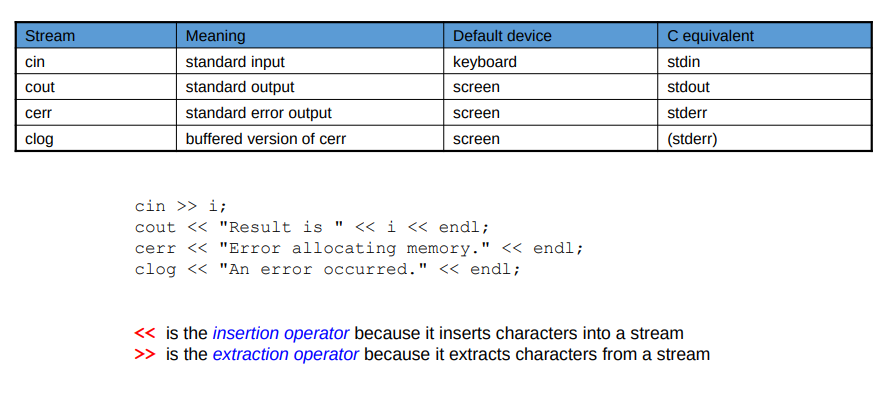 Stream Meaning Default device C equivalent
cin standard input keyboard stdin
cout standard output screen stdout
cerr standard error output screen stderr
clog buffered version of cerr screen (stderr)
cin >> i;
cout << "Result is " << i << endl;
cerr << "Error allocating memory." << endl;
clog << "An error occurred." << endl;
<< is the insertion operator because it inserts characters into a stream
>> is the extraction operator because it extracts characters from a stream